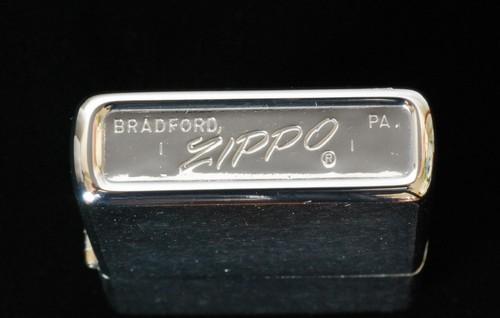 BRADFORD, PA.
| ZIPPO ® |